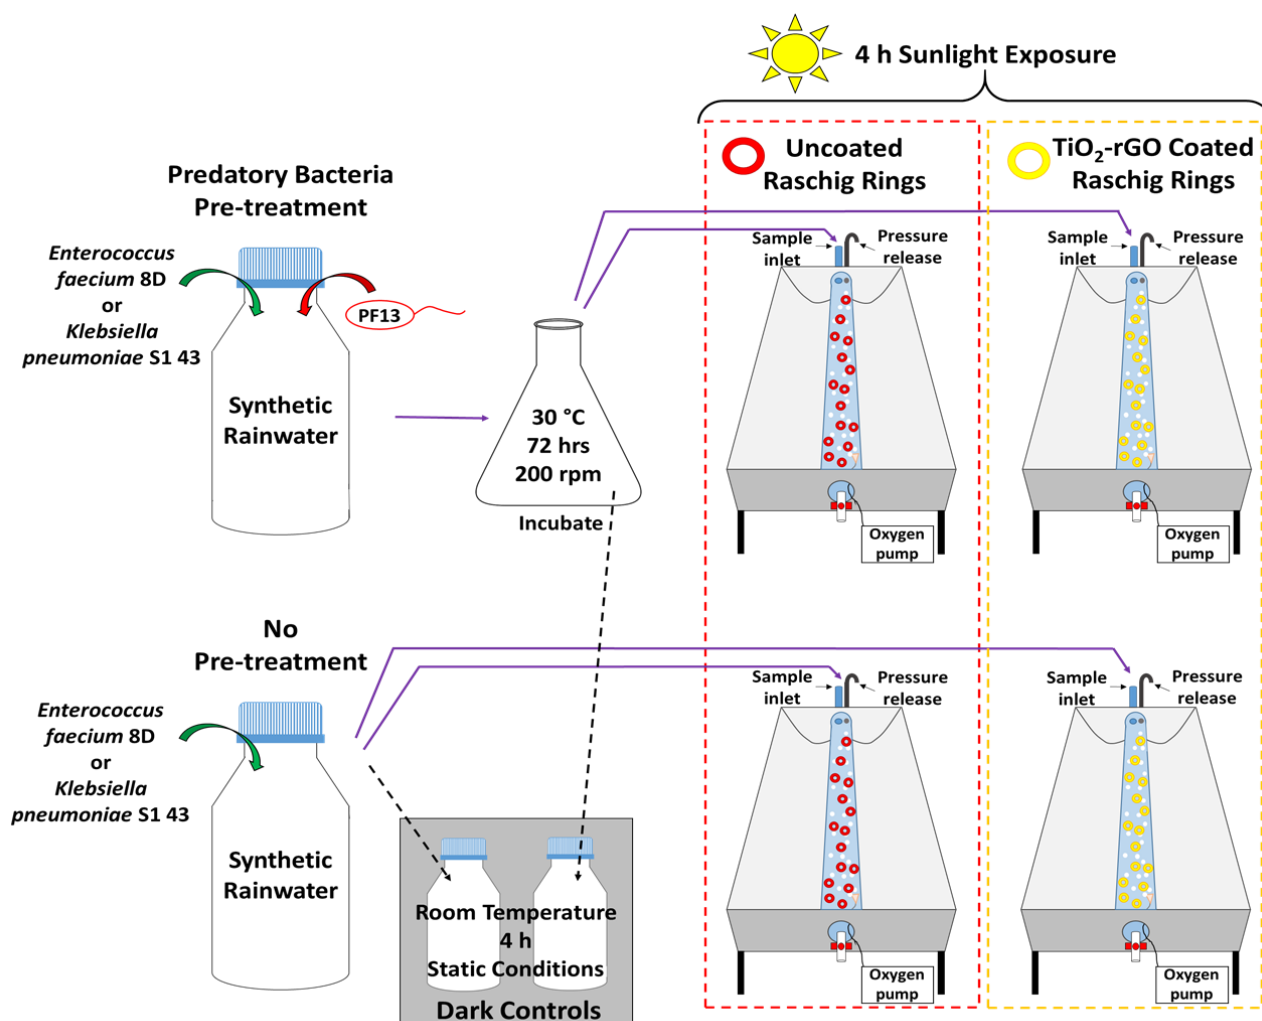 4 h Sunlight Exposure
Uncoated
Raschig Rings
TiO₂-rGO Coated
Raschig Rings
Predatory Bacteria
Pre-treatment
Enterococcus
faecium 8D
or
Klebsiella
pneumoniae S1 43
PF13
Synthetic
Rainwater
30 °C
72 hrs
200 rpm
Incubate
Sample
inlet
Pressure
release
Oxygen
pump
Sample
inlet
Pressure
release
Oxygen
pump
No
Pre-treatment
Enterococcus
faecium 8D
or
Klebsiella
pneumoniae S1 43
Synthetic
Rainwater
Room Temperature
4 h
Static Conditions
Dark Controls
Sample
inlet
Pressure
release
Oxygen
pump
Sample
inlet
Pressure
release
Oxygen
pump